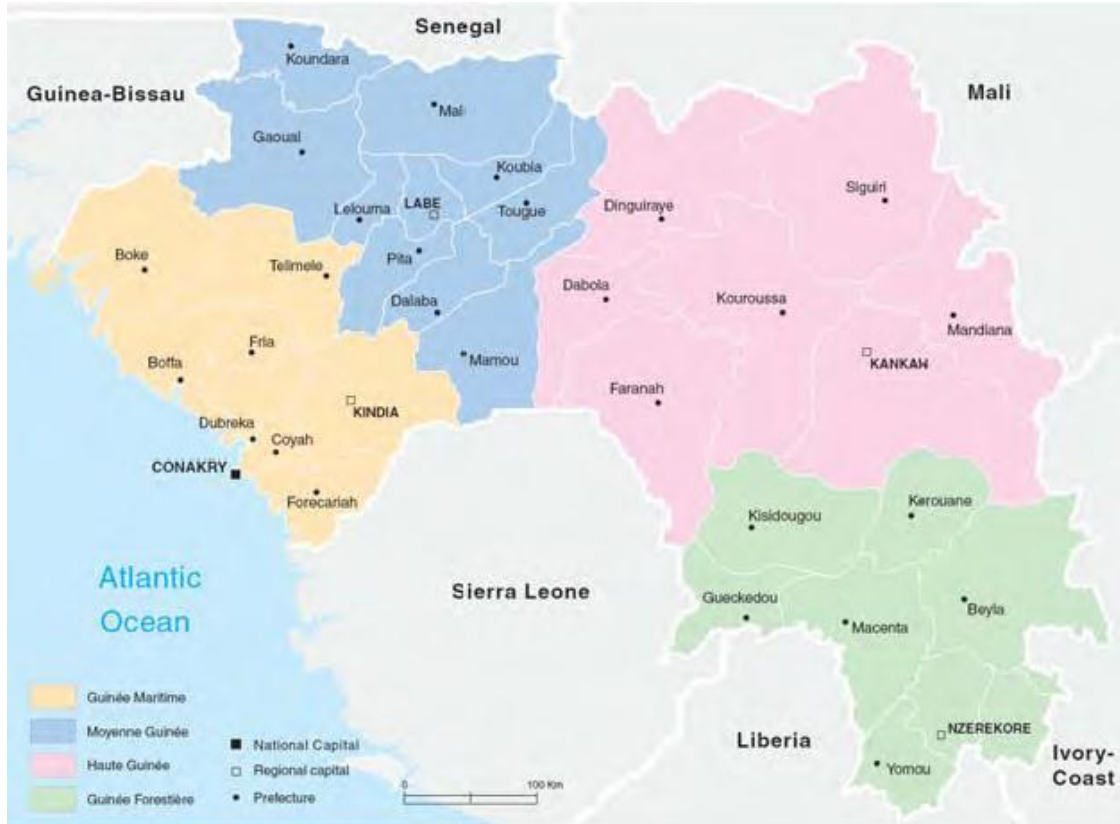 Senegal
Koundara
Guinea-Bissau
Mali
Mali
Gaoual
Koubia
Siguiri
Lelouma
LABE
Tougue
Dinguiraye
Boke
Telimele
Pita
Dabola
Kouroussa
Dalaba
Mandiana
Fria
Mamou
KANKAH
Boffa
Faranah
KINDIA
Dubreka
Coyah
CONAKRY
Forecariah
Kerouane
Kisidougou
Atlantic
Ocean
Sierra Leone
Gueckedou
Beyla
Macenta
Guinée Maritime
Moyenne Guinée
Haute Guinée
Guinée Forestière
National Capital
Regional capital
Prefecture
0
100 Km
Liberia
NZEREKORE
Yomou
Ivory-
Coast